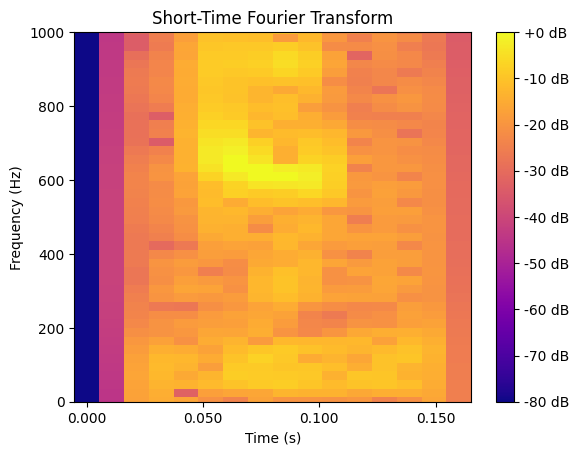 Short-Time Fourier Transform
1000
800
600
400
200
0
Frequency (Hz)
0.000
0.050
0.100
0.150
Time (s)
+0 dB
-10 dB
-20 dB
-30 dB
-40 dB
-50 dB
-60 dB
-70 dB
-80 dB